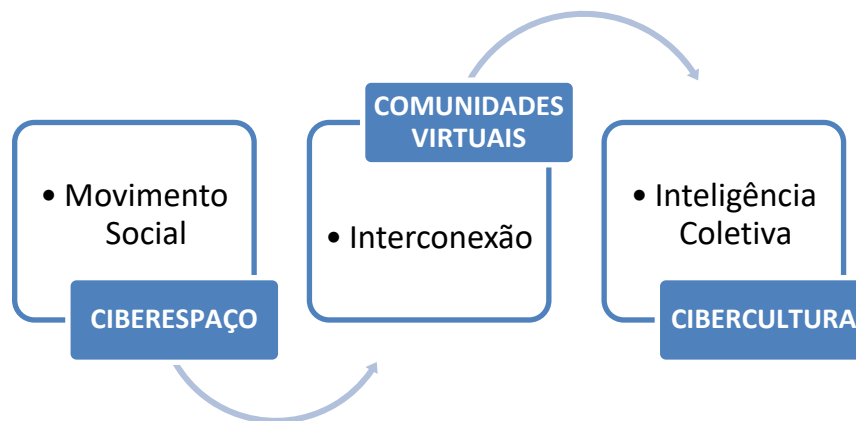 • Movimento
Social
CIBERESPAÇO
COMUNIDADES
VIRTUAIS
• Interconexão
• Inteligência
Coletiva
CIBERCULTURA